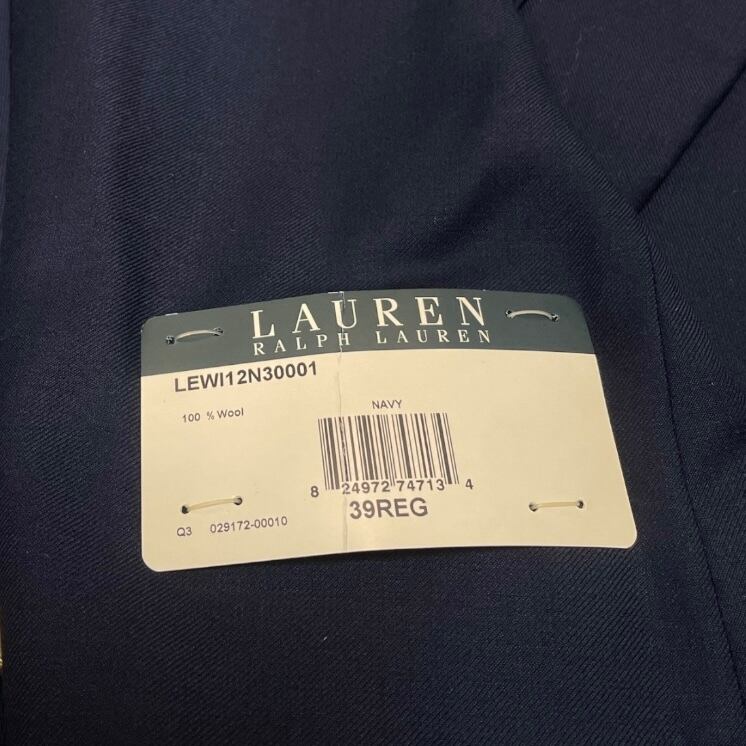 LAUREN
RALPH LAUREN
LEWI12N30001
100 % Wool
NAVY
8 24972 74713 4
39REG
Q3 029172-00010